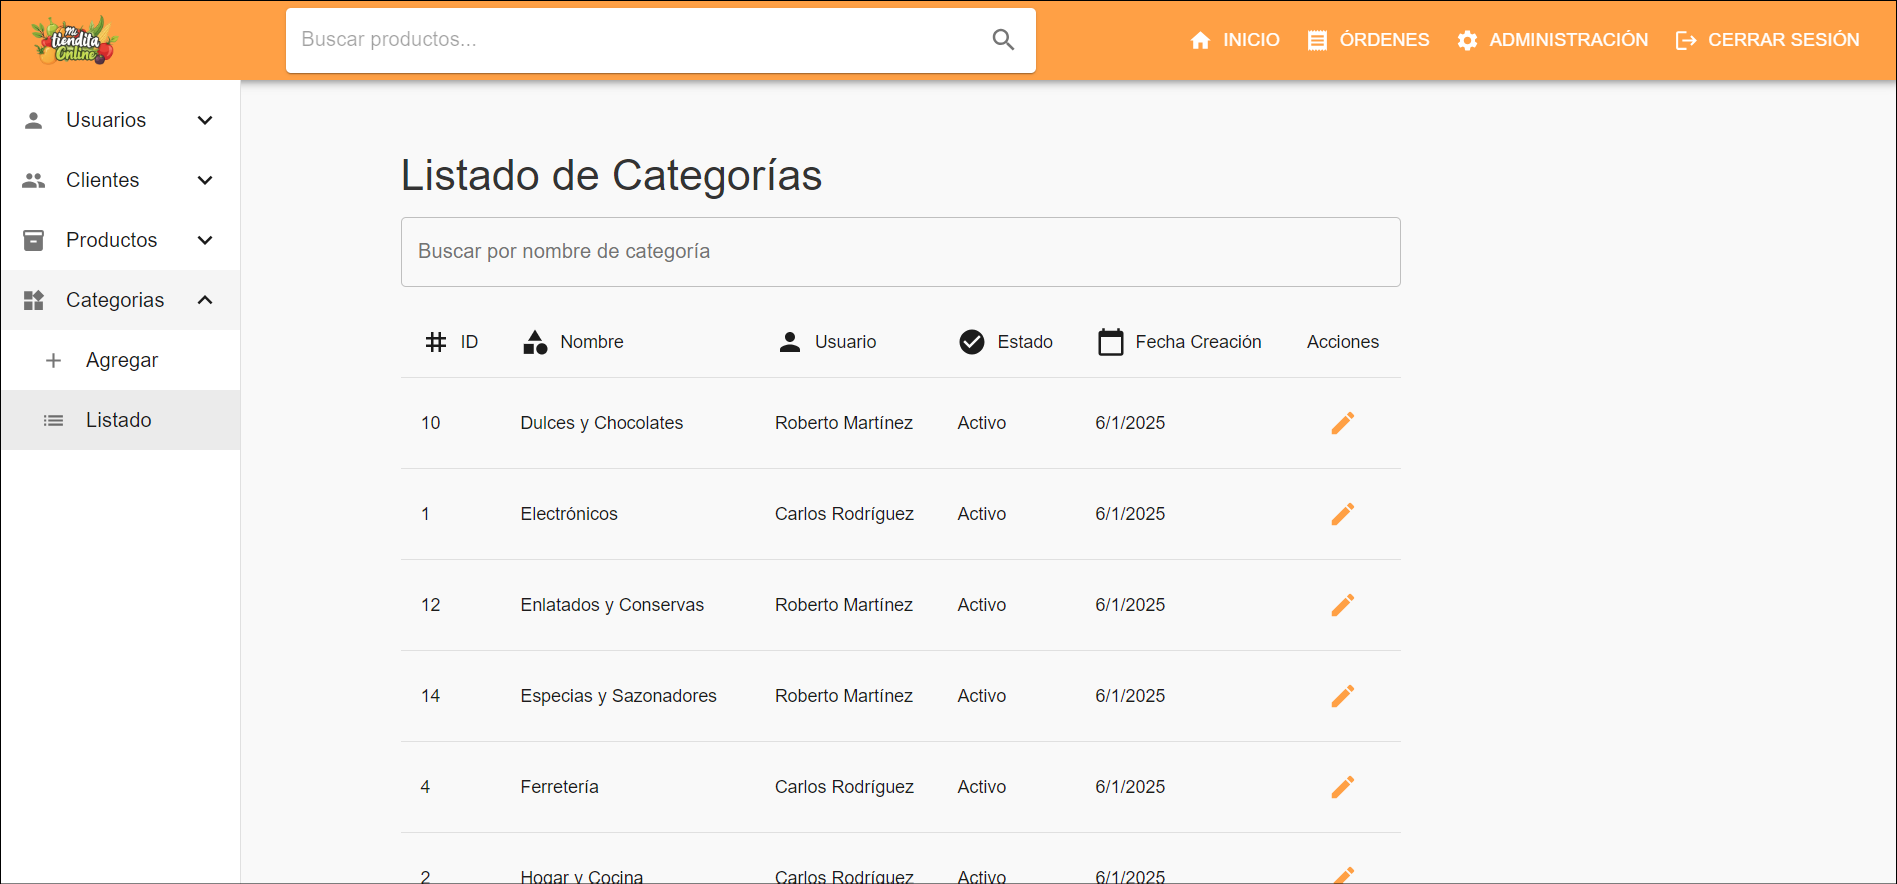 Mi tiendita Online
Buscar productos...
INICIO
ÓRDENES
ADMINISTRACIÓN
CERRAR SESIÓN
Usuarios
Clientes
Productos
Categorias
Agregar
Listado
Listado de Categorías
Buscar por nombre de categoría
ID Nombre Usuario Estado Fecha Creación Acciones
10 Dulces y Chocolates Roberto Martínez Activo 6/1/2025
1 Electrónicos Carlos Rodríguez Activo 6/1/2025
12 Enlatados y Conservas Roberto Martínez Activo 6/1/2025
14 Especias y Sazonadores Roberto Martínez Activo 6/1/2025
4 Ferretería Carlos Rodríguez Activo 6/1/2025
2 Hogar y Cocina Carlos Rodríguez Activo 6/1/2025